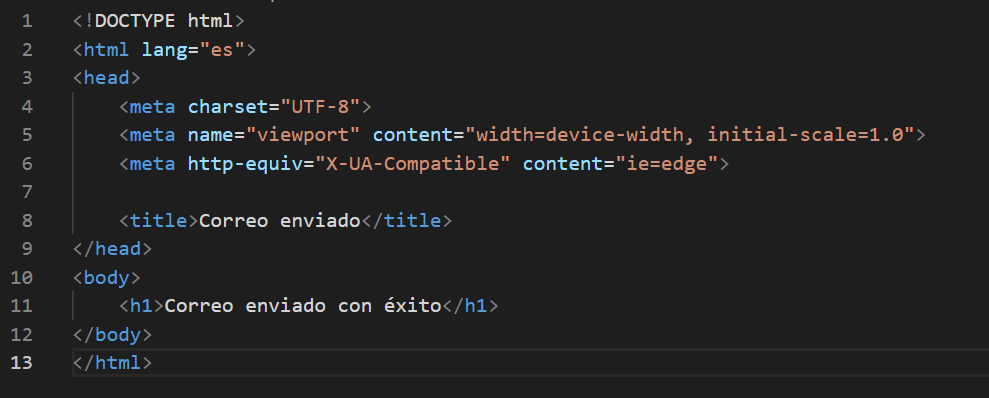 1 <!DOCTYPE html>
2 <html lang="es">
3 <head>
4 <meta charset="UTF-8">
5 <meta name="viewport" content="width=device-width, initial-scale=1.0">
6 <meta http-equiv="X-UA-Compatible" content="ie=edge">
7
8 <title>Correo enviado</title>
9 </head>
10 <body>
11 <h1>Correo enviado con éxito</h1>
12 </body>
13 </html>